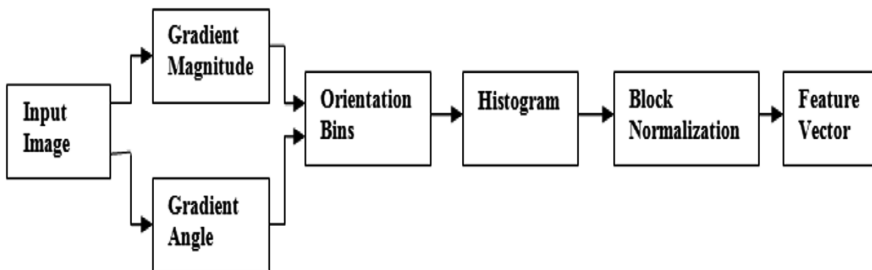 Input
Image
Gradient
Magnitude
Gradient
Angle
Orientation
Bins
Histogram
Block
Normalization
Feature
Vector